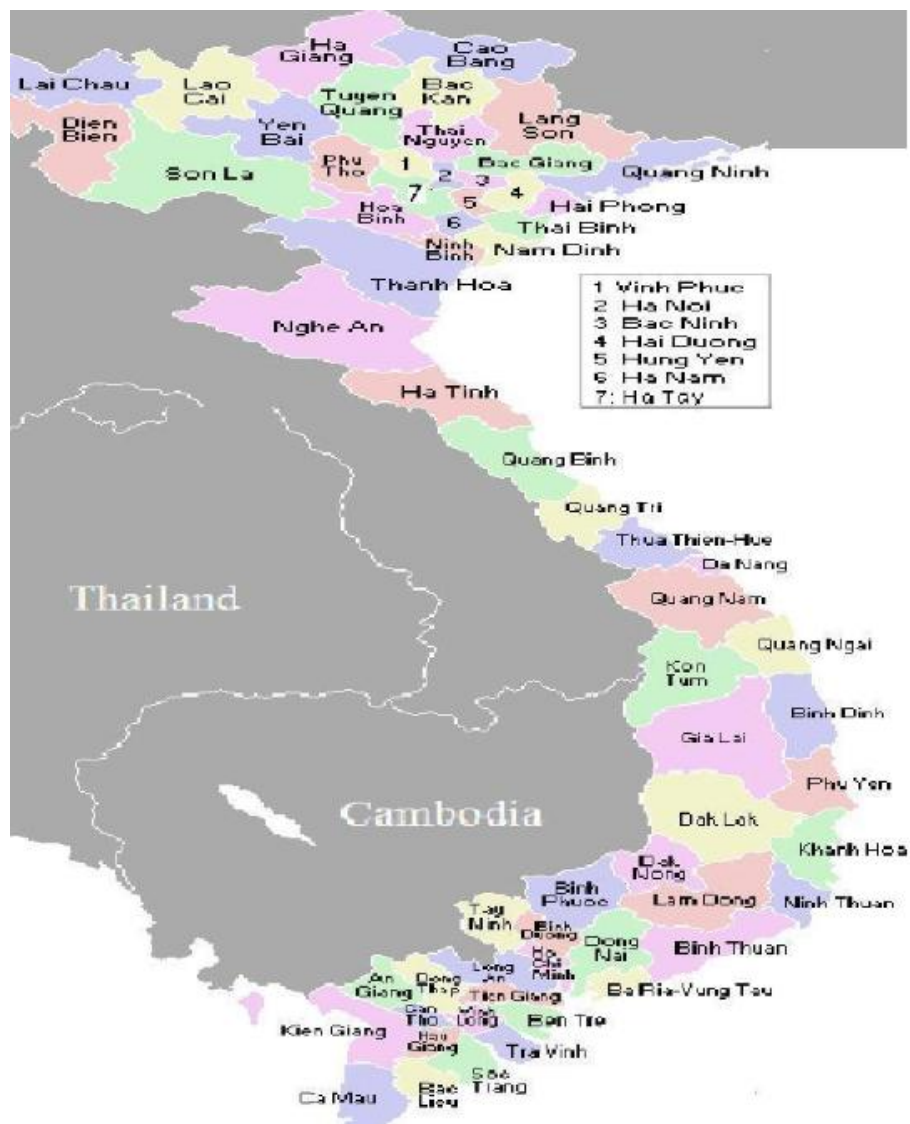 Ha
Giang
Cao
Bang
Lai Chau
Lao
Cai
Tuyen
Quang
Bac
Kan
Dien
Bien
Yen
Bai
Thai
Nguyen
Lang
Son
Son La
Phu
Tho
1
2
3
Bac Giang
Quang Ninh
7
5
4
Hoa
Binh
6
Hai Phong
Thai Binh
Ninh
Binh
Nam Dinh
Thanh Hoa
1 Vinh Phuc
2 Ha Noi
3 Bac Ninh
4 Hai Duong
5 Hung Yen
6 Ha Nam
7: Ha Tay
Nghe An
Ha Tinh
Quang Binh
Quang Tri
Thua Thien-Hue
Da Nang
Thailand
Quang Nam
Quang Ngai
Kon
Tum
Binh Dinh
Gia Lai
Phu Yen
Cambodia
Dak Lak
Khanh Hoa
Dak
Nong
Binh
Phuoc
Lam Dong
Ninh Thuan
Tay
Ninh
Binh
Duong
Dong
Nai
Binh Thuan
Ho
Chi
Minh
Long
An
An
Giang
Dong
Thap
Tien Giang
Ba Ria-Vung Tau
Can
Tho
Vinh
Long
Ben Tre
Kien Giang
Hau
Giang
Tra Vinh
Soc
Trang
Bac
Lieu
Ca Mau